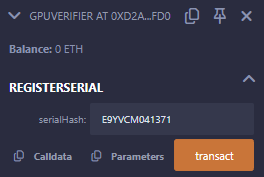 GPUVERIFIER AT 0XD2A...FD0
Balance: 0 ETH
REGISTERSERIAL
serialHash: E9YVCM041371
Calldata Parameters transact